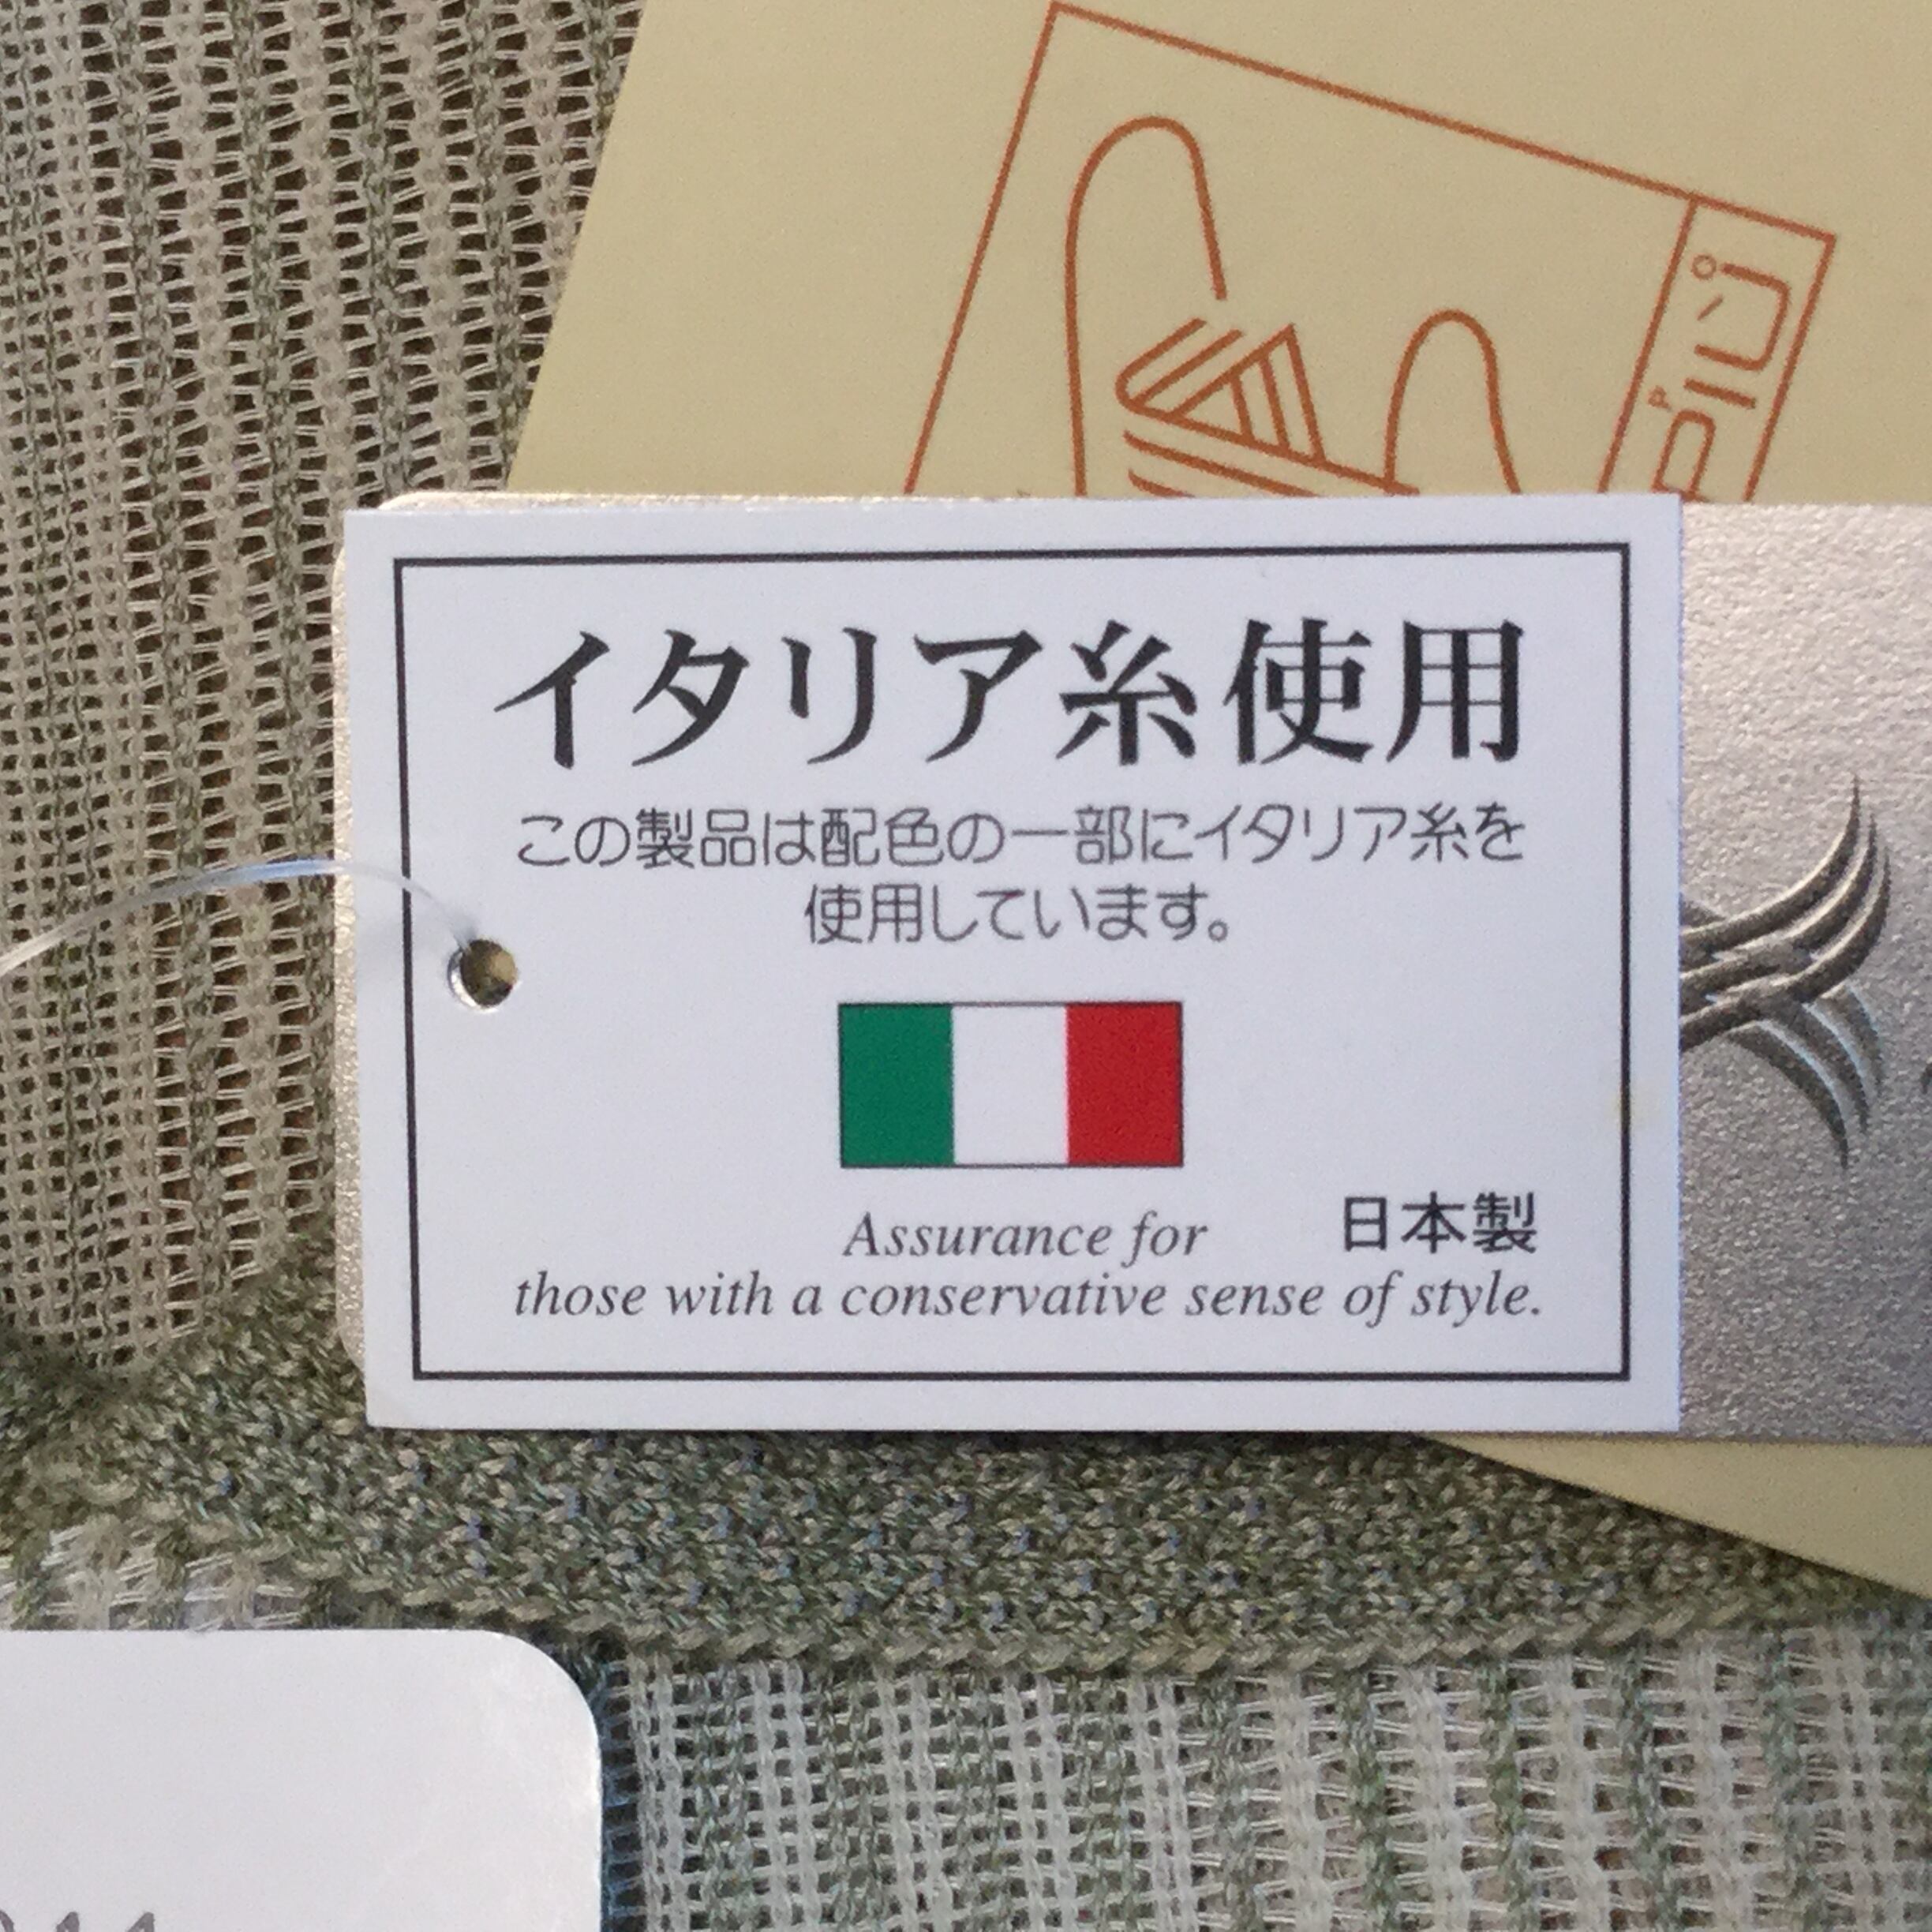 più
イタリア糸使用
この製品は配色の一部にイタリア糸を
使用しています。
Assurance for
日本製
those with a conservative sense of style.